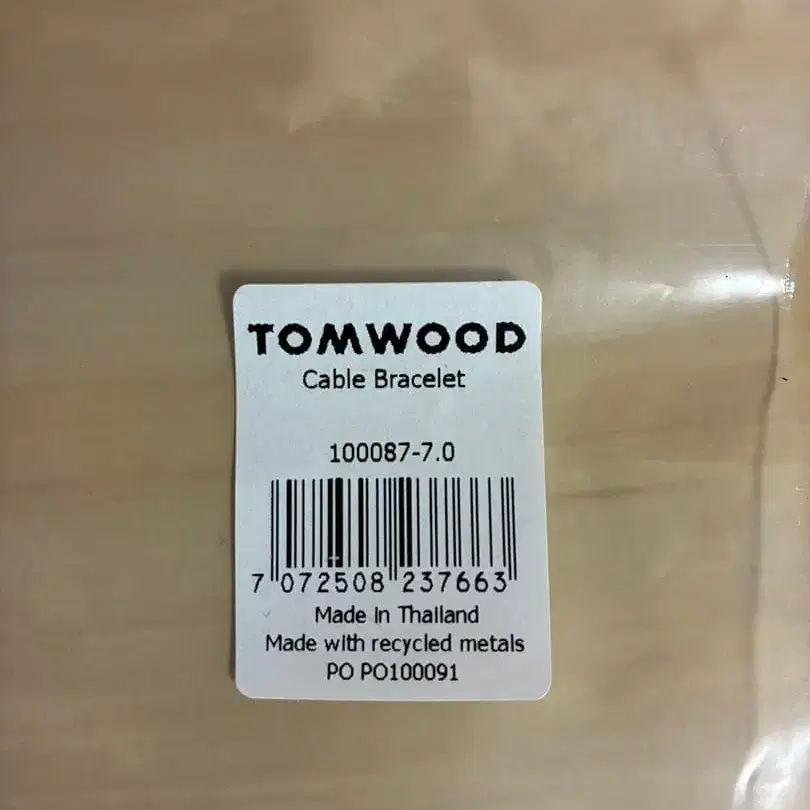 TOMWOOD
Cable Bracelet
100087-7.0
7 072508 237663
Made in Thailand
Made with recycled metals
PO PO100091